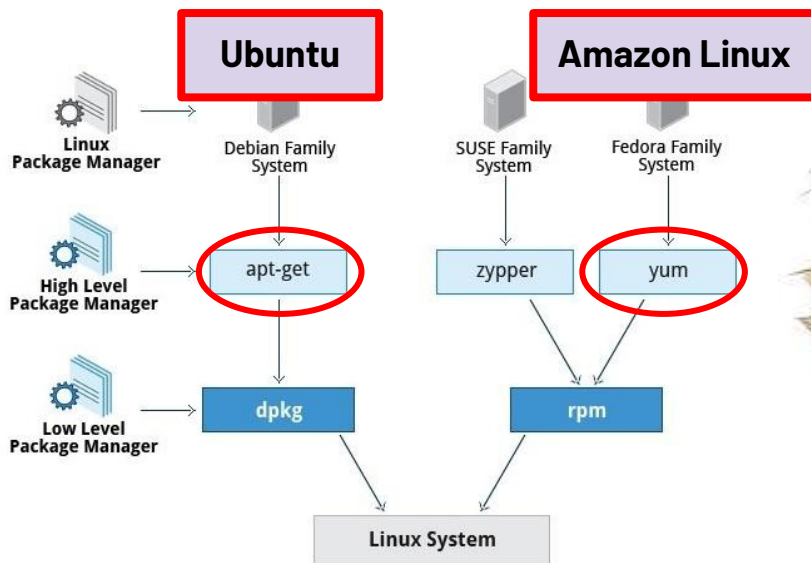 Ubuntu
Amazon Linux
Linux
Package Manager
Debian Family
System
SUSE Family
System
Fedora Family
System
High Level
Package Manager
apt-get
zypper
yum
Low Level
Package Manager
dpkg
rpm
Linux System